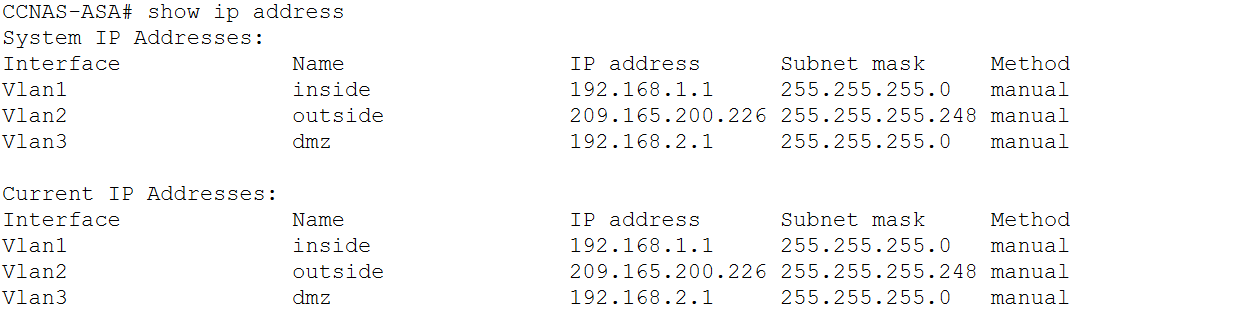 CCNAS-ASA# show ip address
System IP Addresses:
Interface Name IP address Subnet mask Method
Vlan1 inside 192.168.1.1 255.255.255.0 manual
Vlan2 outside 209.165.200.226 255.255.255.248 manual
Vlan3 dmz 192.168.2.1 255.255.255.0 manual
Current IP Addresses:
Interface Name IP address Subnet mask Method
Vlan1 inside 192.168.1.1 255.255.255.0 manual
Vlan2 outside 209.165.200.226 255.255.255.248 manual
Vlan3 dmz 192.168.2.1 255.255.255.0 manual